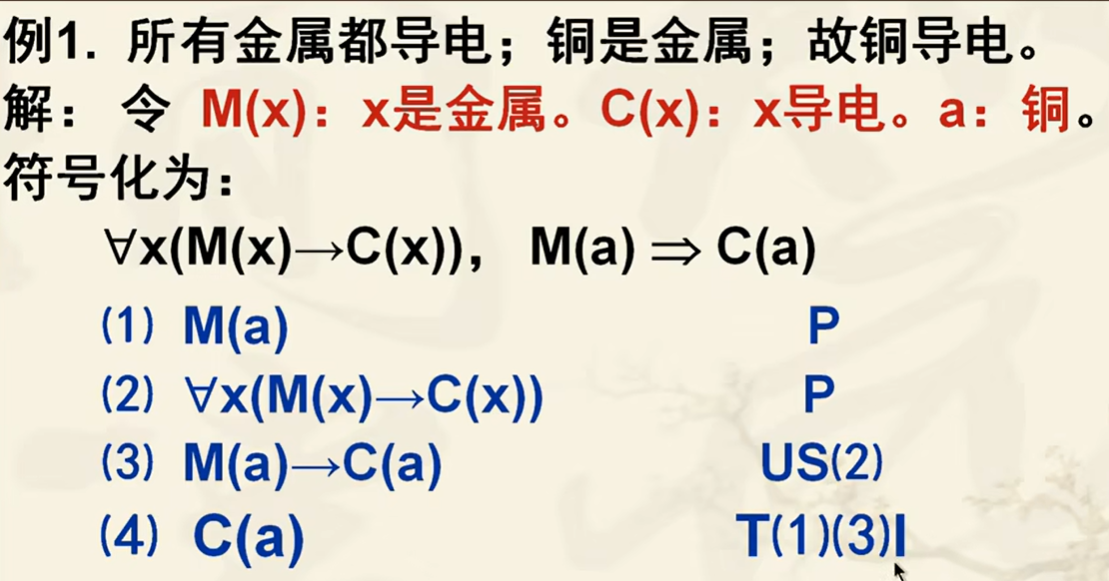 例1. 所有金属都导电；铜是金属；故铜导电。
解： 令 M(x)：x是金属。C(x)：x导电。a：铜。
符号化为：
∀x(M(x)→C(x))， M(a)⇒C(a)
(1) M(a) P
(2) ∀x(M(x)→C(x)) P
(3) M(a)→C(a) US(2)
(4) C(a) T(1)(3)I